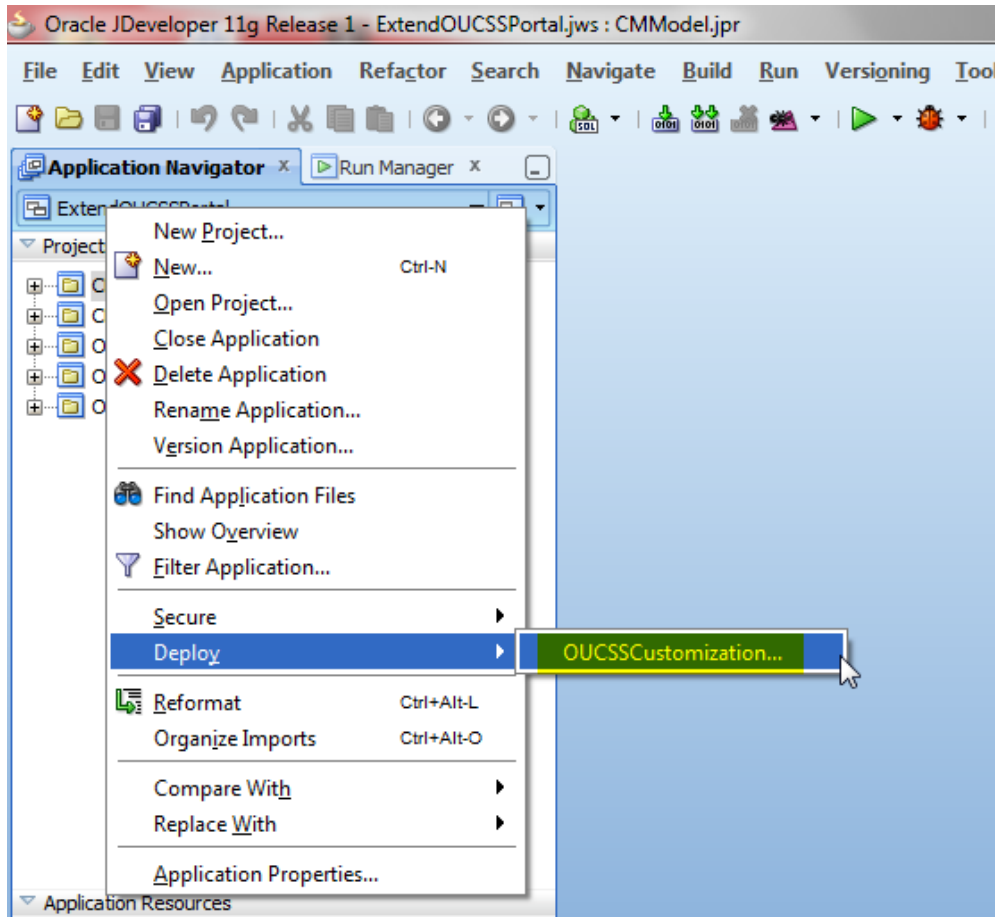 Oracle JDeveloper 11g Release 1 - ExtendOUCSSPortal.jws : CMModel.jpr
File Edit View Application Refactor Search Navigate Build Run Versioning Tool
Application Navigator x Run Manager x
ExtendOUCSSPortal
Project
New Project...
New... Ctrl-N
C
Open Project...
C
Close Application
O
Delete Application
O
Rename Application...
O
Version Application...
Find Application Files
Show Overview
Filter Application...
Secure
Deploy OUCSSCustomization...
Reformat Ctrl+Alt-L
Organize Imports Ctrl+Alt-O
Compare With
Replace With
Application Properties...
Application Resources